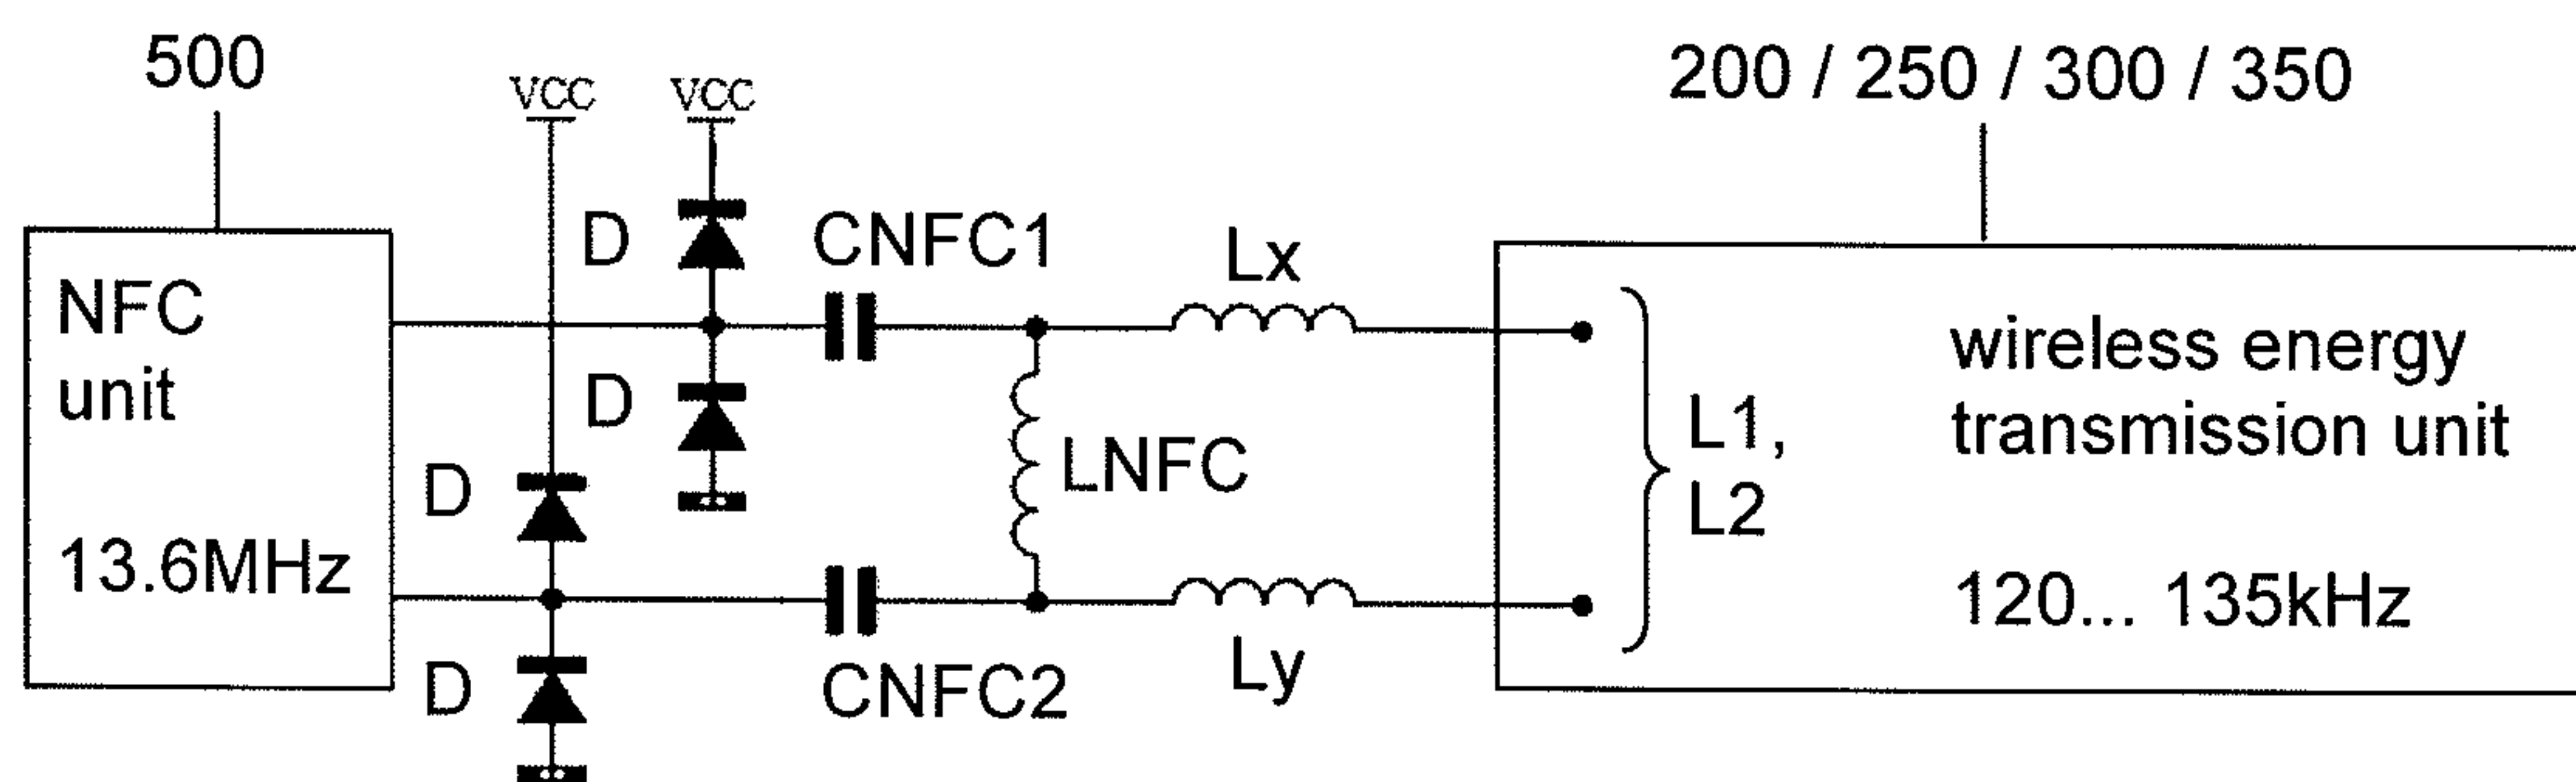 500
VCC
VCC
200 / 250 / 300 / 350
D
CNFC1
Lx
NFC
unit
D
wireless energy
transmission unit
L1,
L2
LNFC
D
13.6MHz
120... 135kHz
D
CNFC2
Ly